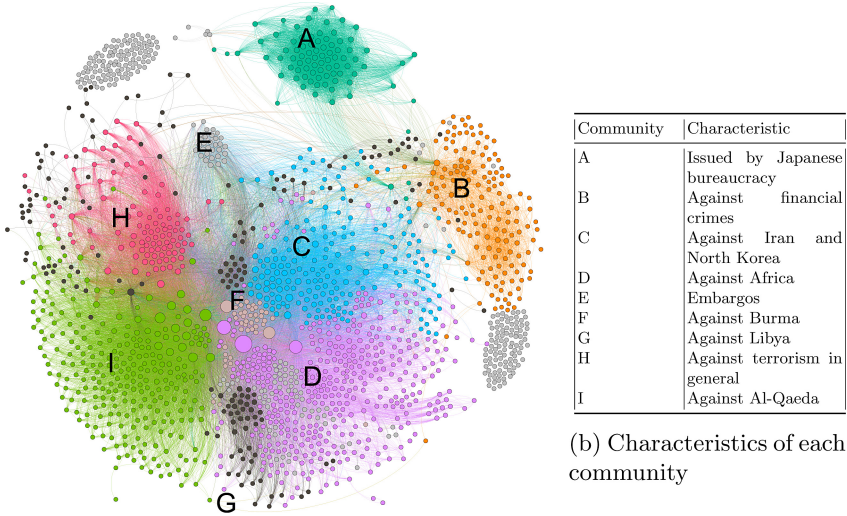 A
E
B
H
C
F
I
D
G
Community Characteristic
A Issued by Japanese
bureaucracy
B Against financial
crimes
C Against Iran and
North Korea
D Against Africa
E Embargos
F Against Burma
G Against Libya
H Against terrorism in
general
I Against Al-Qaeda
(b) Characteristics of each
community